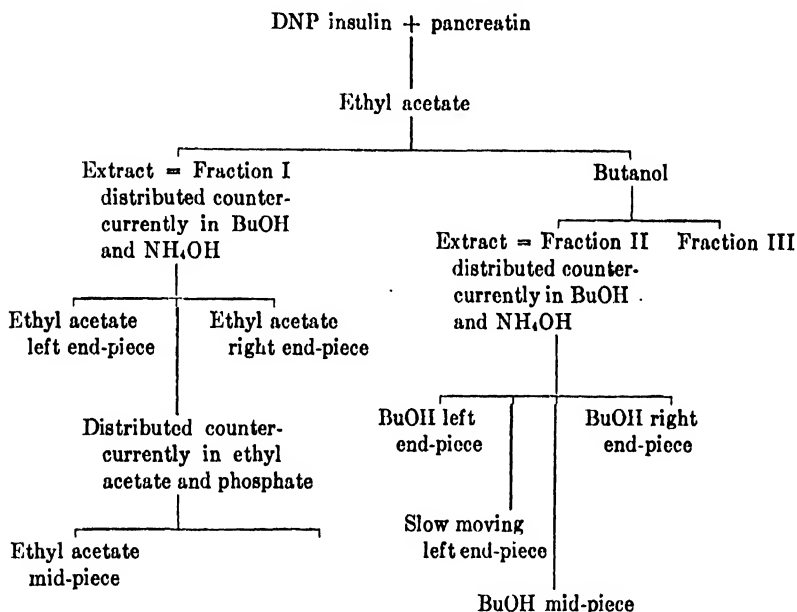 DNP insulin + pancreatin
Ethyl acetate
Extract = Fraction I
distributed counter-
currently in BuOH
and NH₄OH
Butanol
Extract = Fraction II
distributed counter-
currently in BuOH
and NH₄OH
Fraction III
Ethyl acetate
left end-piece
Ethyl acetate
right end-piece
Distributed counter-
currently in ethyl
acetate and phosphate
Ethyl acetate
mid-piece
BuOH left
end-piece
BuOH right
end-piece
Slow moving
left end-piece
BuOH mid-piece